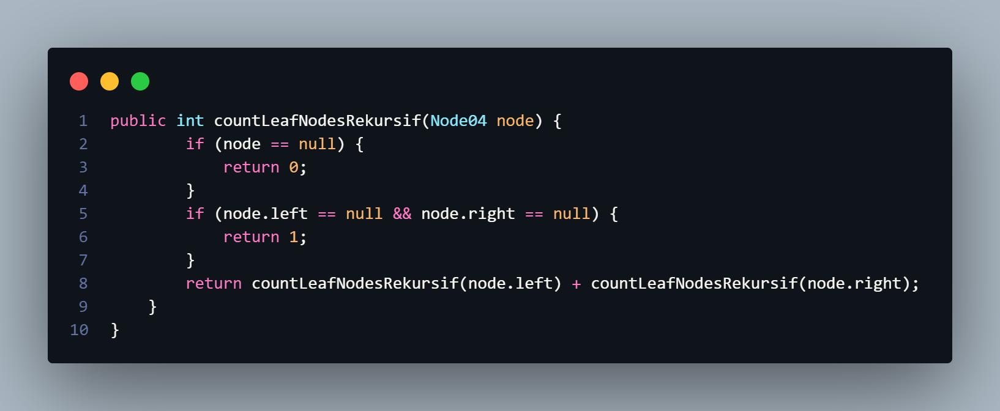 1 public int countLeafNodesRekursif(Node04 node) {
2         if (node == null) {
3             return 0;
4         }
5         if (node.left == null && node.right == null) {
6             return 1;
7         }
8         return countLeafNodesRekursif(node.left) + countLeafNodesRekursif(node.right);
9     }
10 }